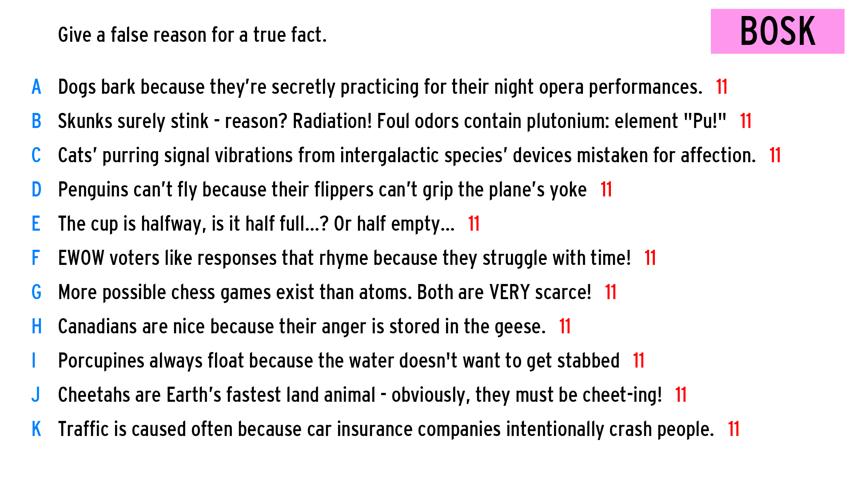 Give a false reason for a true fact.
BOSK
A Dogs bark because they're secretly practicing for their night opera performances. 11
B Skunks surely stink - reason? Radiation! Foul odors contain plutonium: element "Pu!" 11
C Cats' purring signal vibrations from intergalactic species' devices mistaken for affection. 11
D Penguins can't fly because their flippers can't grip the plane's yoke 11
E The cup is halfway, is it half full...? Or half empty... 11
F EWOW voters like responses that rhyme because they struggle with time! 11
G More possible chess games exist than atoms. Both are VERY scarce! 11
H Canadians are nice because their anger is stored in the geese. 11
I Porcupines always float because the water doesn't want to get stabbed 11
J Cheetahs are Earth's fastest land animal - obviously, they must be cheet-ing! 11
K Traffic is caused often because car insurance companies intentionally crash people. 11